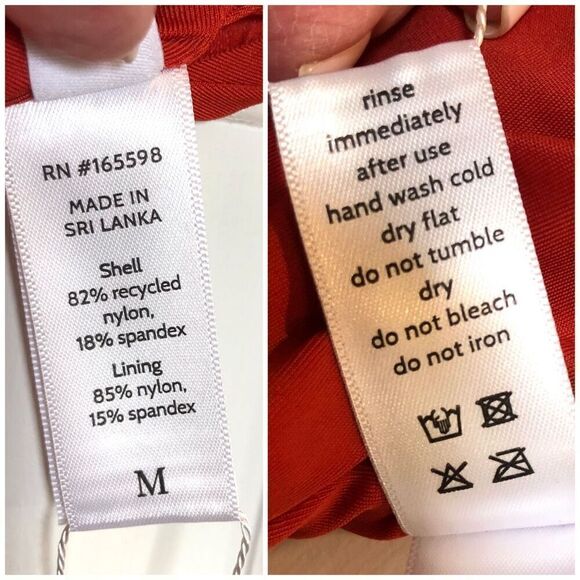 RN #165598
MADE IN
SRI LANKA
Shell
82% recycled
nylon,
18% spandex
Lining
85% nylon,
15% spandex
M
rinse
immediately
after use
hand wash cold
dry flat
do not tumble
dry
do not bleach
do not iron